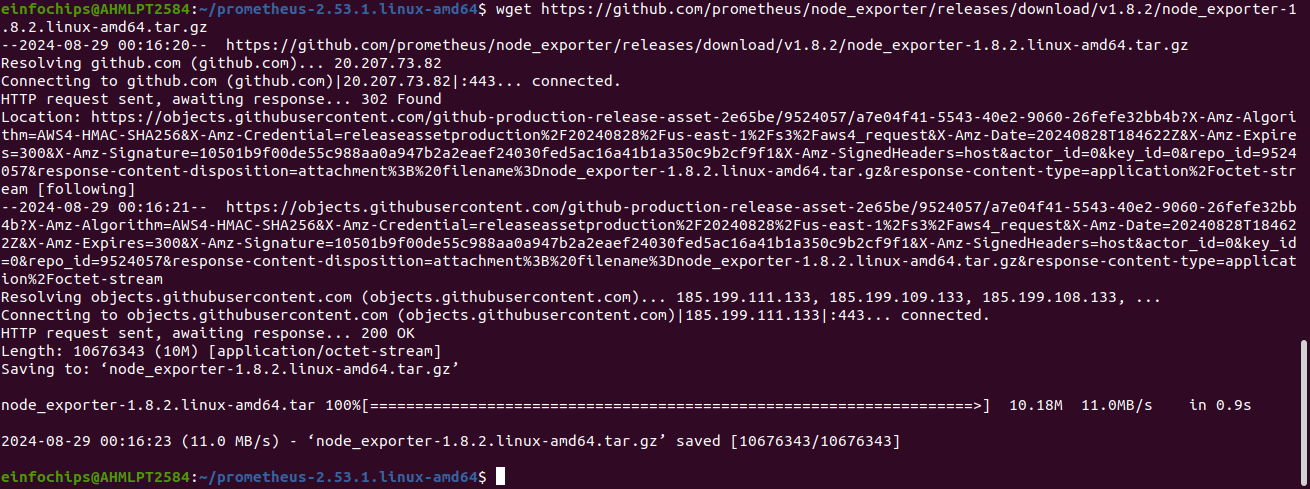 einfochips@AHMLPT2584:~/prometheus-2.53.1.linux-amd64$ wget https://github.com/prometheus/node_exporter/releases/download/v1.8.2/node_exporter-1
.8.2.linux-amd64.tar.gz
--2024-08-29 00:16:20--  https://github.com/prometheus/node_exporter/releases/download/v1.8.2/node_exporter-1.8.2.linux-amd64.tar.gz
Resolving github.com (github.com)... 20.207.73.82
Connecting to github.com (github.com)|20.207.73.82|:443... connected.
HTTP request sent, awaiting response... 302 Found
Location: https://objects.githubusercontent.com/github-production-release-asset-2e65be/9524057/a7e04f41-5543-40e2-9060-26fefe32bb4b?X-Amz-Algori
thm=AWS4-HMAC-SHA256&X-Amz-Credential=releaseassetproduction%2F20240828%2Fus-east-1%2Fs3%2Faws4_request&X-Amz-Date=20240828T184622Z&X-Amz-Expire
s=300&X-Amz-Signature=10501b9f00de55c988aa0a947b2a2eaef24030fed5ac16a41b1a350c9b2cf9f1&X-Amz-SignedHeaders=host&actor_id=0&key_id=0&repo_id=9524
057&response-content-disposition=attachment%3B%20filename%3Dnode_exporter-1.8.2.linux-amd64.tar.gz&response-content-type=application%2Foctet-str
eam [following]
--2024-08-29 00:16:21--  https://objects.githubusercontent.com/github-production-release-asset-2e65be/9524057/a7e04f41-5543-40e2-9060-26fefe32bb
4b?X-Amz-Algorithm=AWS4-HMAC-SHA256&X-Amz-Credential=releaseassetproduction%2F20240828%2Fus-east-1%2Fs3%2Faws4_request&X-Amz-Date=20240828T18462
2Z&X-Amz-Expires=300&X-Amz-Signature=10501b9f00de55c988aa0a947b2a2eaef24030fed5ac16a41b1a350c9b2cf9f1&X-Amz-SignedHeaders=host&actor_id=0&key_id
=0&repo_id=9524057&response-content-disposition=attachment%3B%20filename%3Dnode_exporter-1.8.2.linux-amd64.tar.gz&response-content-type=applicat
ion%2Foctet-stream
Resolving objects.githubusercontent.com (objects.githubusercontent.com)... 185.199.111.133, 185.199.109.133, 185.199.108.133, ...
Connecting to objects.githubusercontent.com (objects.githubusercontent.com)|185.199.111.133|:443... connected.
HTTP request sent, awaiting response... 200 OK
Length: 10676343 (10M) [application/octet-stream]
Saving to: ‘node_exporter-1.8.2.linux-amd64.tar.gz’
node_exporter-1.8.2.linux-amd64.tar 100%[===================================================================>]  10.18M  11.0MB/s    in 0.9s
2024-08-29 00:16:23 (11.0 MB/s) - ‘node_exporter-1.8.2.linux-amd64.tar.gz’ saved [10676343/10676343]
einfochips@AHMLPT2584:~/prometheus-2.53.1.linux-amd64$